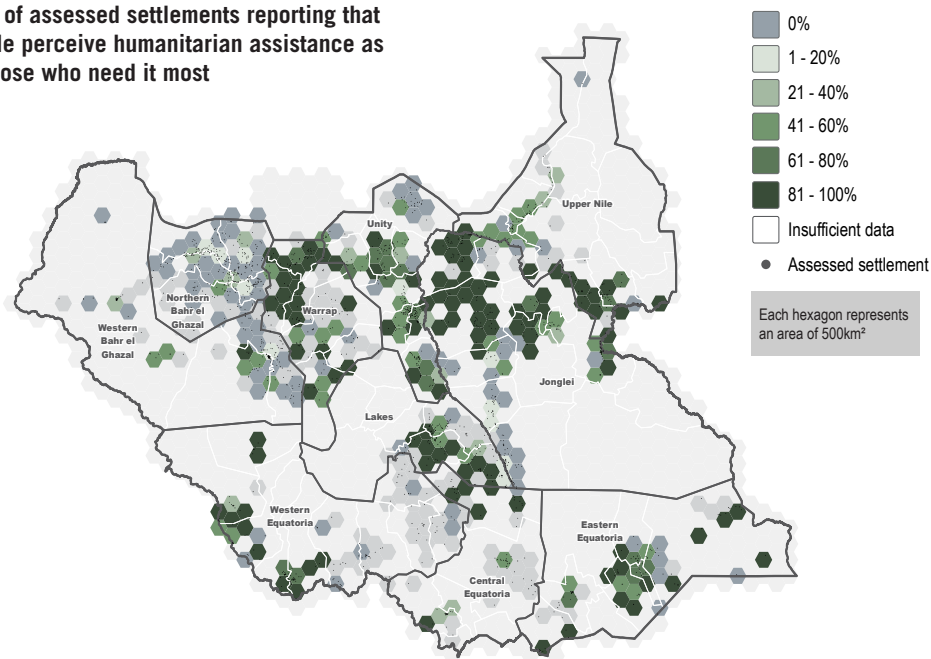 of assessed settlements reporting that
le perceive humanitarian assistance as
ose who need it most
0%
1 - 20%
21 - 40%
41 - 60%
61 - 80%
81 - 100%
Insufficient data
Assessed settlement
Each hexagon represents
an area of 500km²
Upper Nile
Unity
Northern
Bahr el
Ghazal
Warrap
Western
Bahr el
Ghazal
Jonglei
Lakes
Western
Equatoria
Eastern
Equatoria
Central
Equatoria